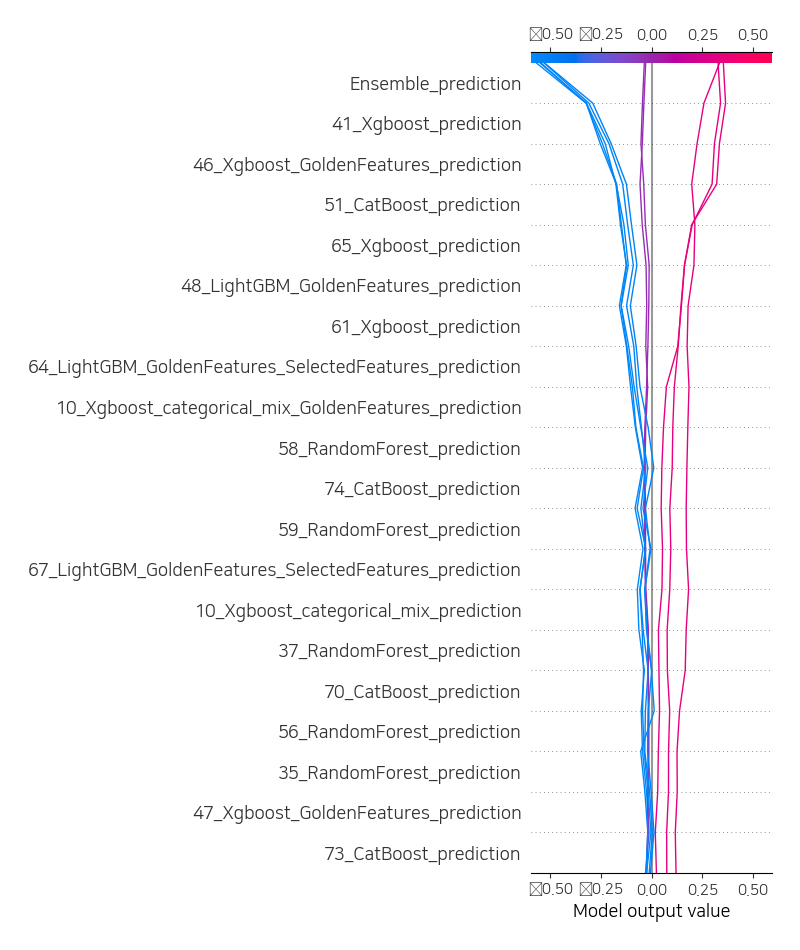 0.50 0.25 0.00 0.25 0.50
Ensemble_prediction
41_Xgboost_prediction
46_Xgboost_GoldenFeatures_prediction
51_CatBoost_prediction
65_Xgboost_prediction
48_LightGBM_GoldenFeatures_prediction
61_Xgboost_prediction
64_LightGBM_GoldenFeatures_SelectedFeatures_prediction
10_Xgboost_categorical_mix_GoldenFeatures_prediction
58_RandomForest_prediction
74_CatBoost_prediction
59_RandomForest_prediction
67_LightGBM_GoldenFeatures_SelectedFeatures_prediction
10_Xgboost_categorical_mix_prediction
37_RandomForest_prediction
70_CatBoost_prediction
56_RandomForest_prediction
35_RandomForest_prediction
47_Xgboost_GoldenFeatures_prediction
73_CatBoost_prediction
0.50 0.25 0.00 0.25 0.50
Model output value